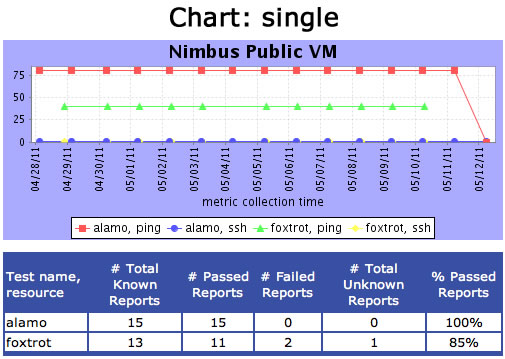 Chart: single
Nimbus Public VM
75
50
25
0
04/28/11 04/29/11 04/30/11 05/01/11 05/02/11 05/03/11 05/04/11 05/05/11 05/06/11 05/07/11 05/08/11 05/09/11 05/10/11 05/11/11 05/12/11
metric collection time
alamo, ping alamo, ssh foxtrot, ping foxtrot, ssh
Test name, resource # Total Known Reports # Passed Reports # Failed Reports # Total Unknown Reports % Passed Reports
alamo 15 15 0 0 100%
foxtrot 13 11 2 1 85%